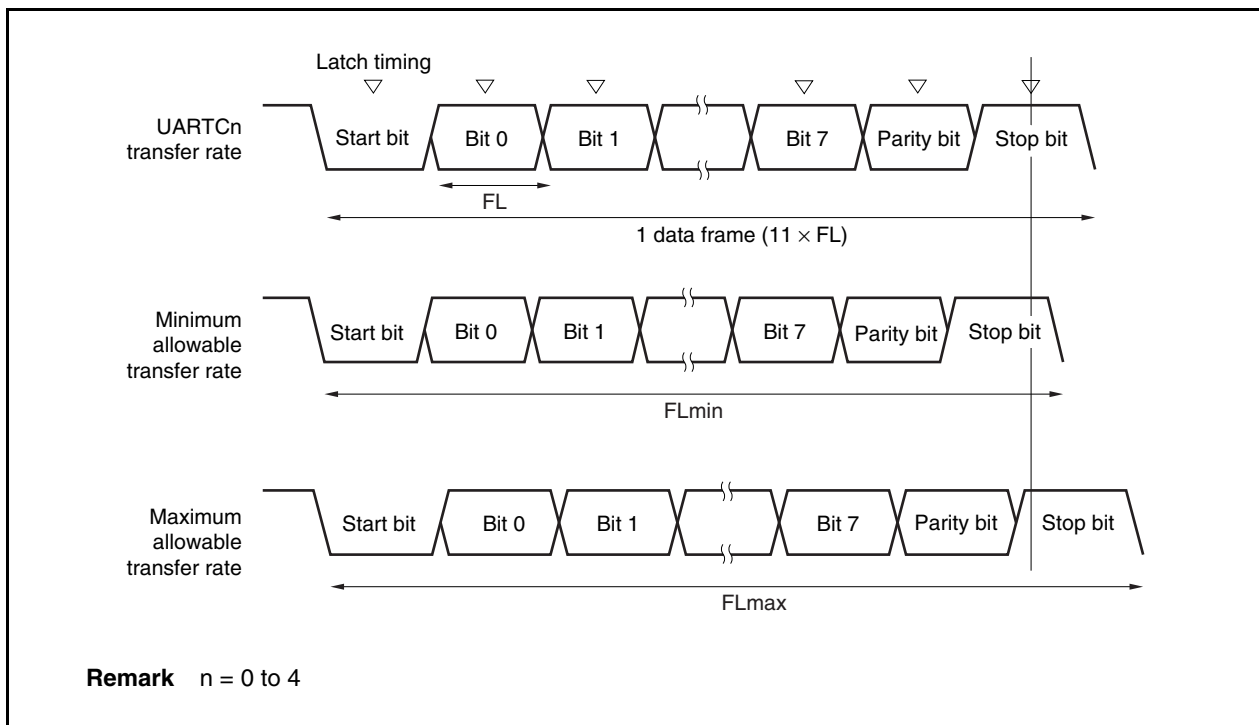 Latch timing
UARTCn
transfer rate
Start bit Bit 0 Bit 1 Bit 7 Parity bit Stop bit
FL
1 data frame (11 × FL)
Minimum
allowable
transfer rate
Start bit Bit 0 Bit 1 Bit 7 Parity bit Stop bit
FLmin
Maximum
allowable
transfer rate
Start bit Bit 0 Bit 1 Bit 7 Parity bit Stop bit
FLmax
Remark n = 0 to 4